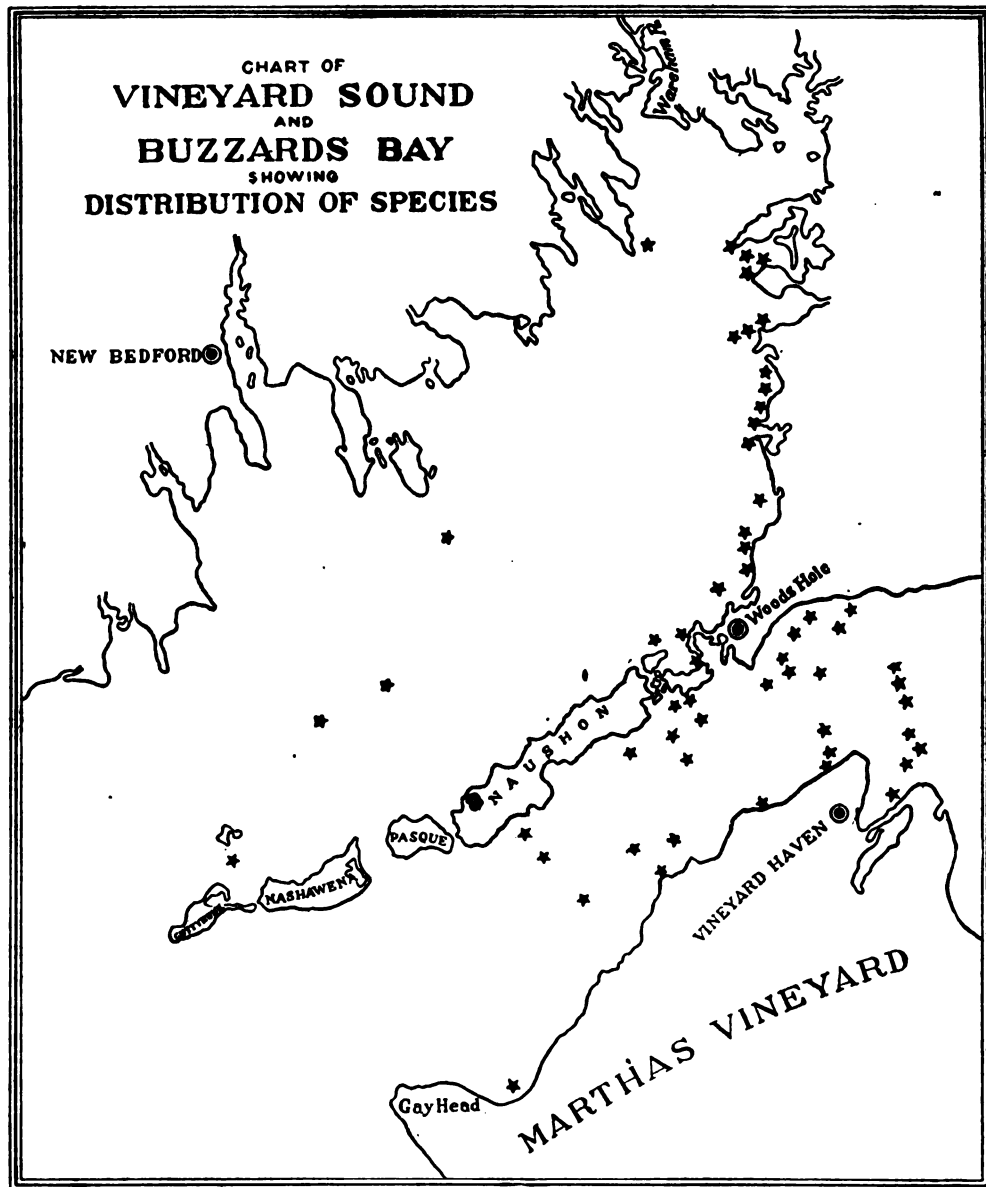 CHART OF
VINEYARD SOUND
AND
BUZZARDS BAY
SHOWING
DISTRIBUTION OF SPECIES
Wareham R.
NEW BEDFORD
Woods Hole
NAUSHON
PASQUE
NASHAWENA
VINEYARD HAVEN
MARTHAS VINEYARD
Gay Head